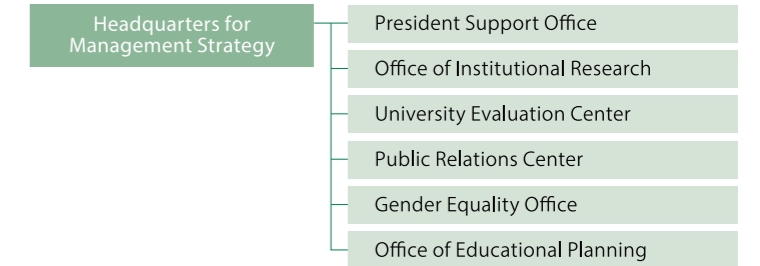 Headquarters for
Management Strategy
President Support Office
Office of Institutional Research
University Evaluation Center
Public Relations Center
Gender Equality Office
Office of Educational Planning